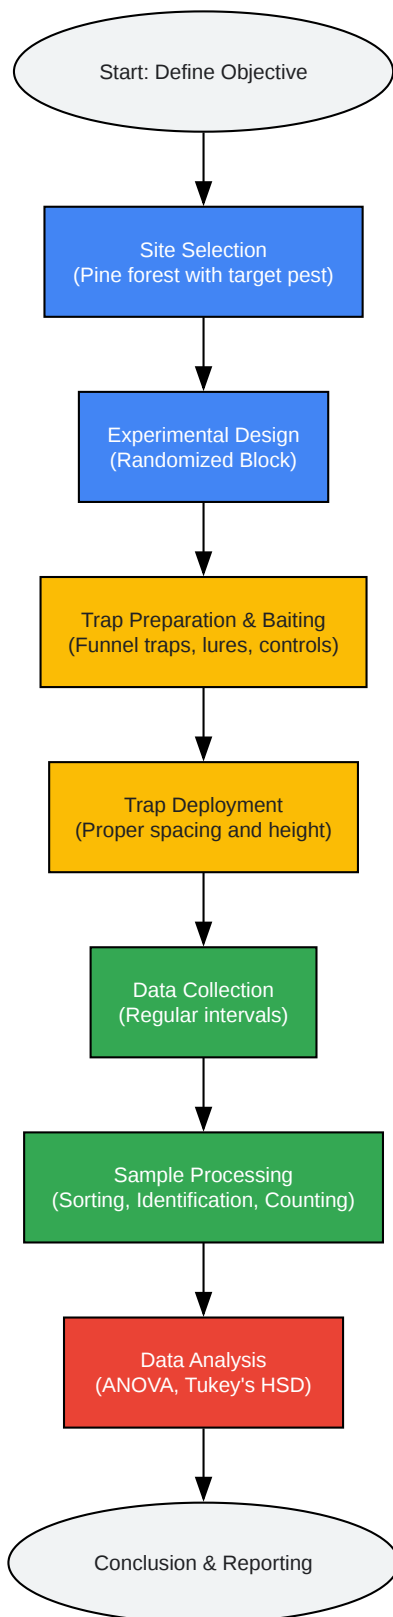 Start: Define Objective
Site Selection
(Pine forest with target pest)
Experimental Design
(Randomized Block)
Trap Preparation & Baiting
(Funnel traps, lures, controls)
Trap Deployment
(Proper spacing and height)
Data Collection
(Regular intervals)
Sample Processing
(Sorting, Identification, Counting)
Data Analysis
(ANOVA, Tukey's HSD)
Conclusion & Reporting